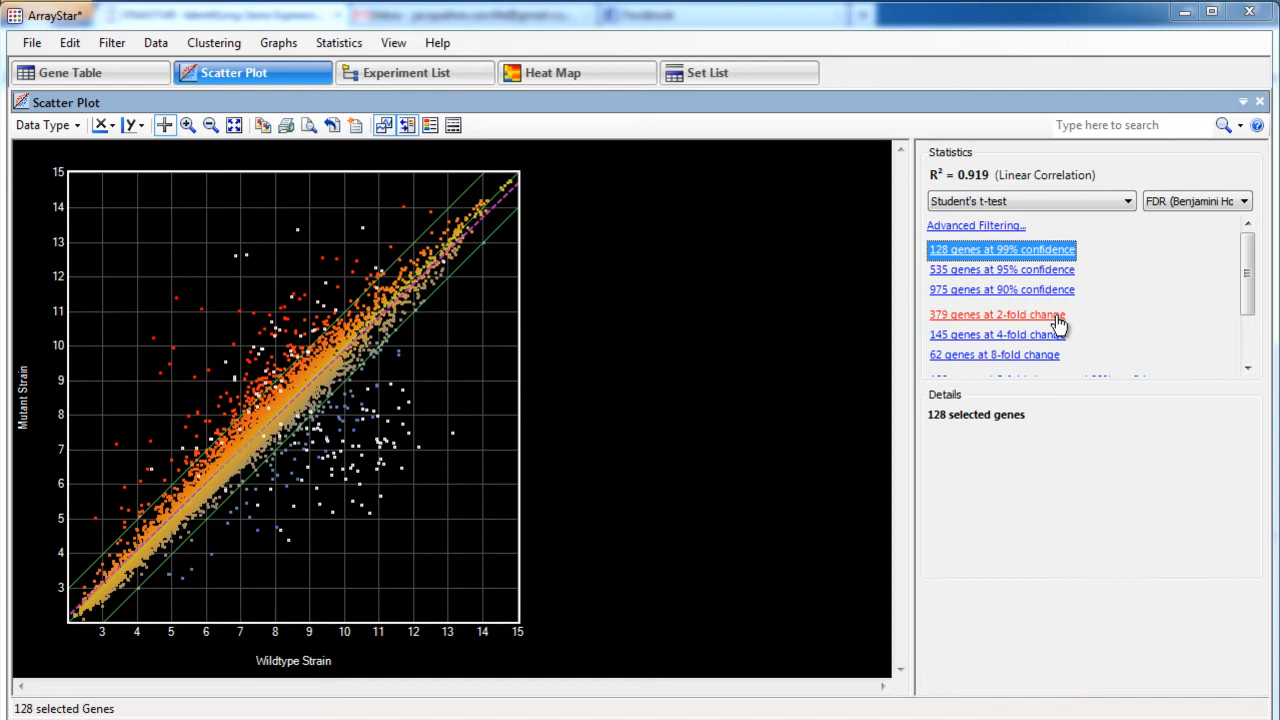 ArrayStar*
File Edit Filter Data Clustering Graphs Statistics View Help
Gene Table Scatter Plot Experiment List Heat Map Set List
Scatter Plot
Data Type X Y Type here to search
Statistics
R² = 0.919 (Linear Correlation)
Student's t-test FDR (Benjamini Ho
Advanced Filtering...
128 genes at 99% confidence
535 genes at 95% confidence
975 genes at 90% confidence
379 genes at 2-fold change
145 genes at 4-fold change
62 genes at 8-fold change
Details
128 selected genes
15
14
13
12
11
10
9
8
7
6
5
4
3
Mutant Strain
3 4 5 6 7 8 9 10 11 12 13 14 15
Wildtype Strain
128 selected Genes